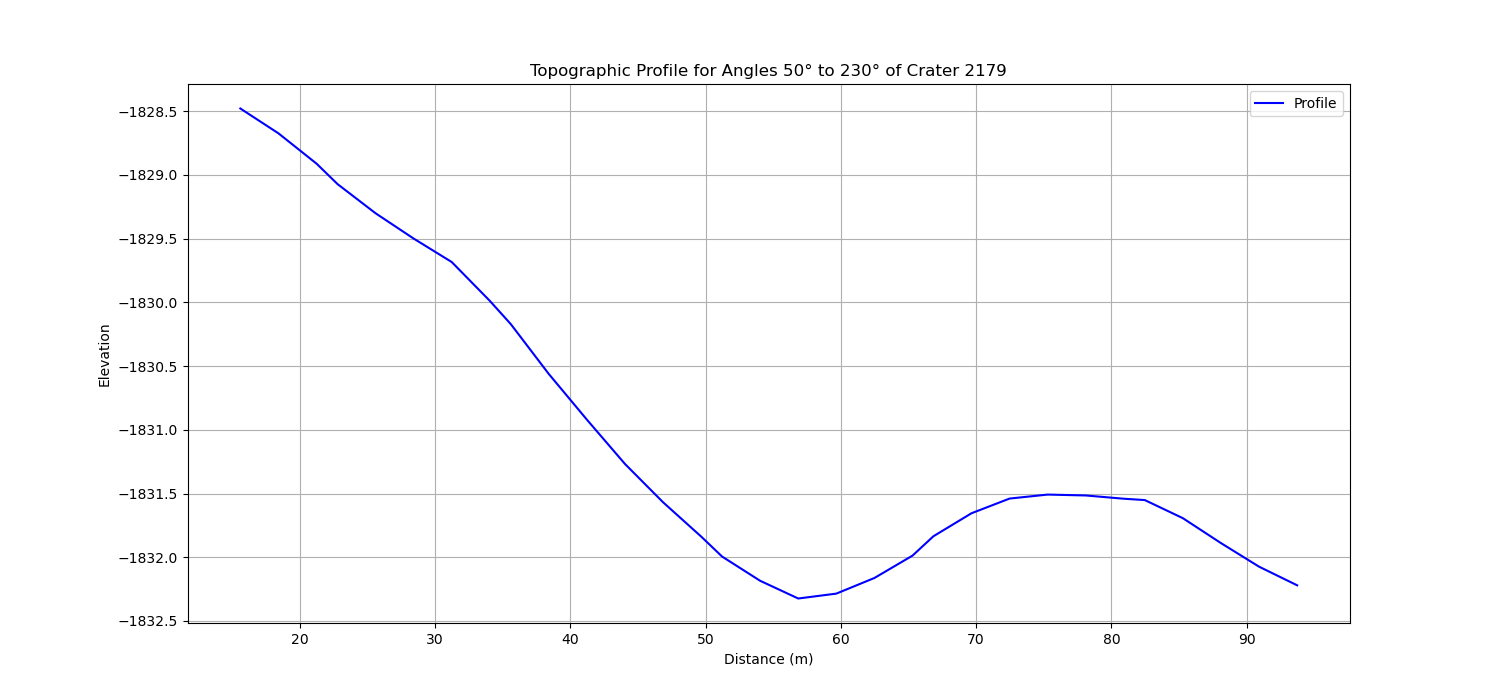 Topographic Profile for Angles 50° to 230° of Crater 2179
Profile
−1828.5
−1829.0
−1829.5
−1830.0
−1830.5
−1831.0
−1831.5
−1832.0
−1832.5
Elevation
20 30 40 50 60 70 80 90
Distance (m)